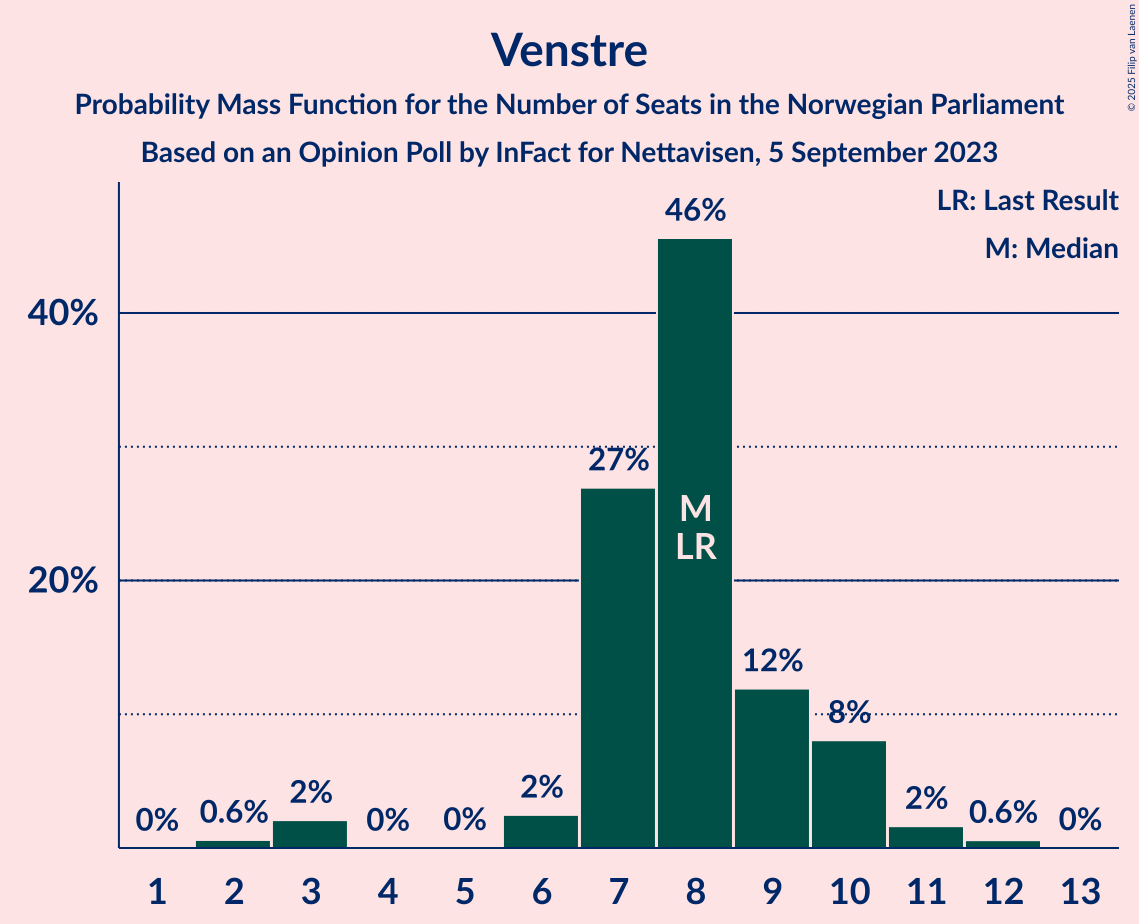 Venstre
Probability Mass Function for the Number of Seats in the Norwegian Parliament
Based on an Opinion Poll by InFact for Nettavisen, 5 September 2023
© 2025 Filip van Laenen
LR: Last Result
M: Median
40%
20%
0%
0.6%
2%
0%
0%
2%
27%
46%
M
LR
12%
8%
2%
0.6%
0%
1 2 3 4 5 6 7 8 9 10 11 12 13